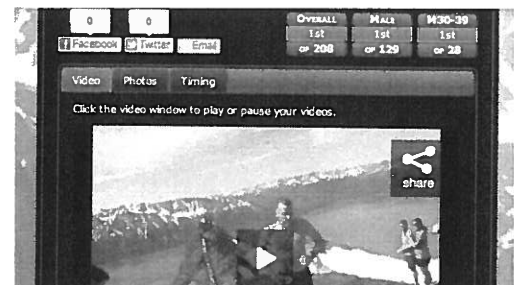 0 0
Facebook Twitter Email
OVERALL MALE M30-39
1st 1st 1st
OF 208 OF 129 OF 28
Video Photos Timing
Click the video window to play or pause your videos.
share